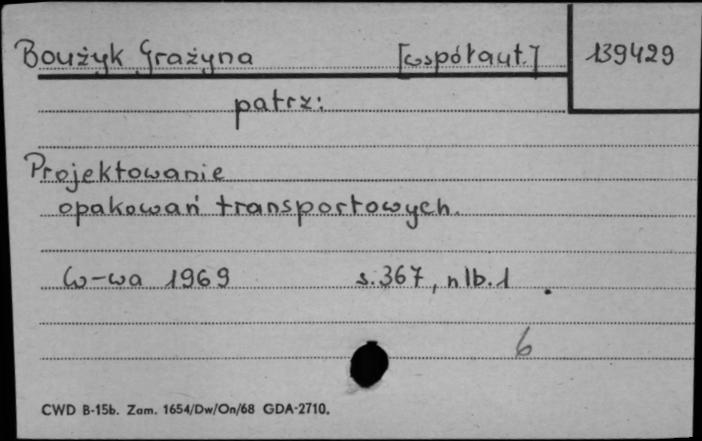 Boużyk Grażyna [współaut.] 139429
patrz:
Projektowanie
opakowań transportowych.
W-wa 1969 s. 367, nlb. 1.
6
CWD B-15b. Zam. 1654/Dw/On/68 GDA-2710.